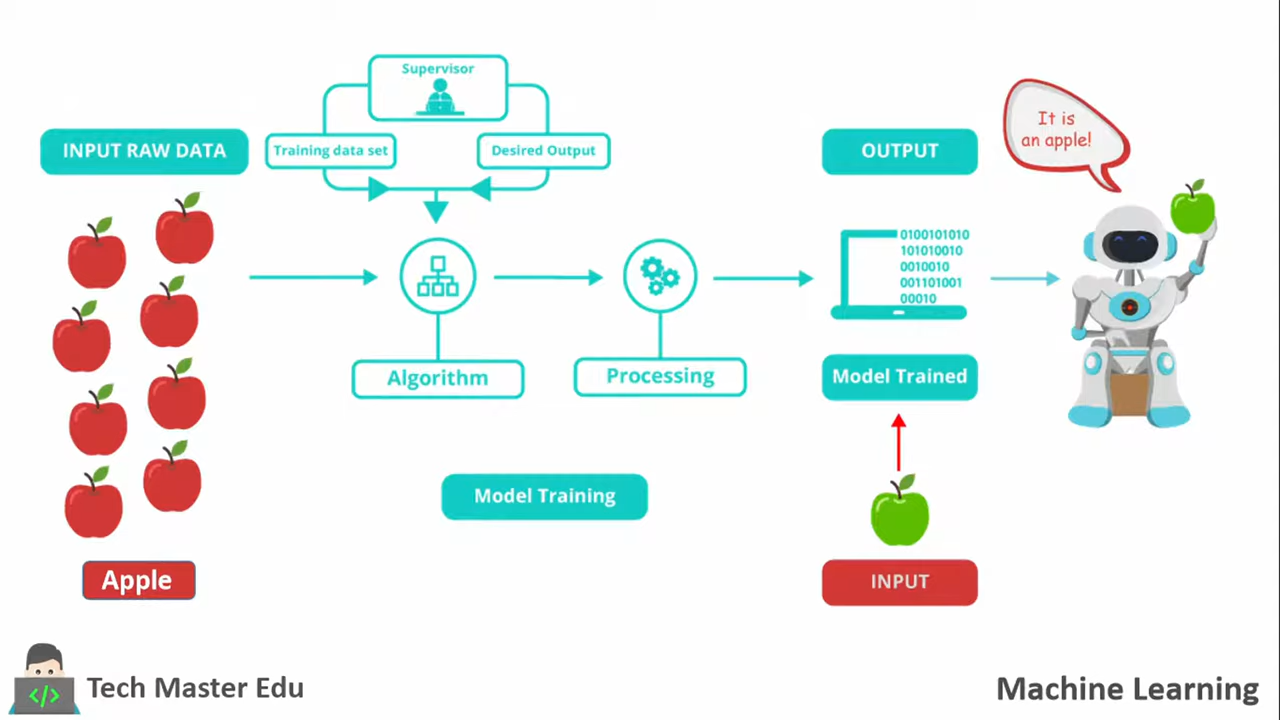 Supervisor
INPUT RAW DATA
Training data set
Desired Output
OUTPUT
It is
an apple!
0100101010
101010010
0010010
001101001
00010
Algorithm
Processing
Model Trained
Model Training
Apple
INPUT
</>
Tech Master Edu
Machine Learning